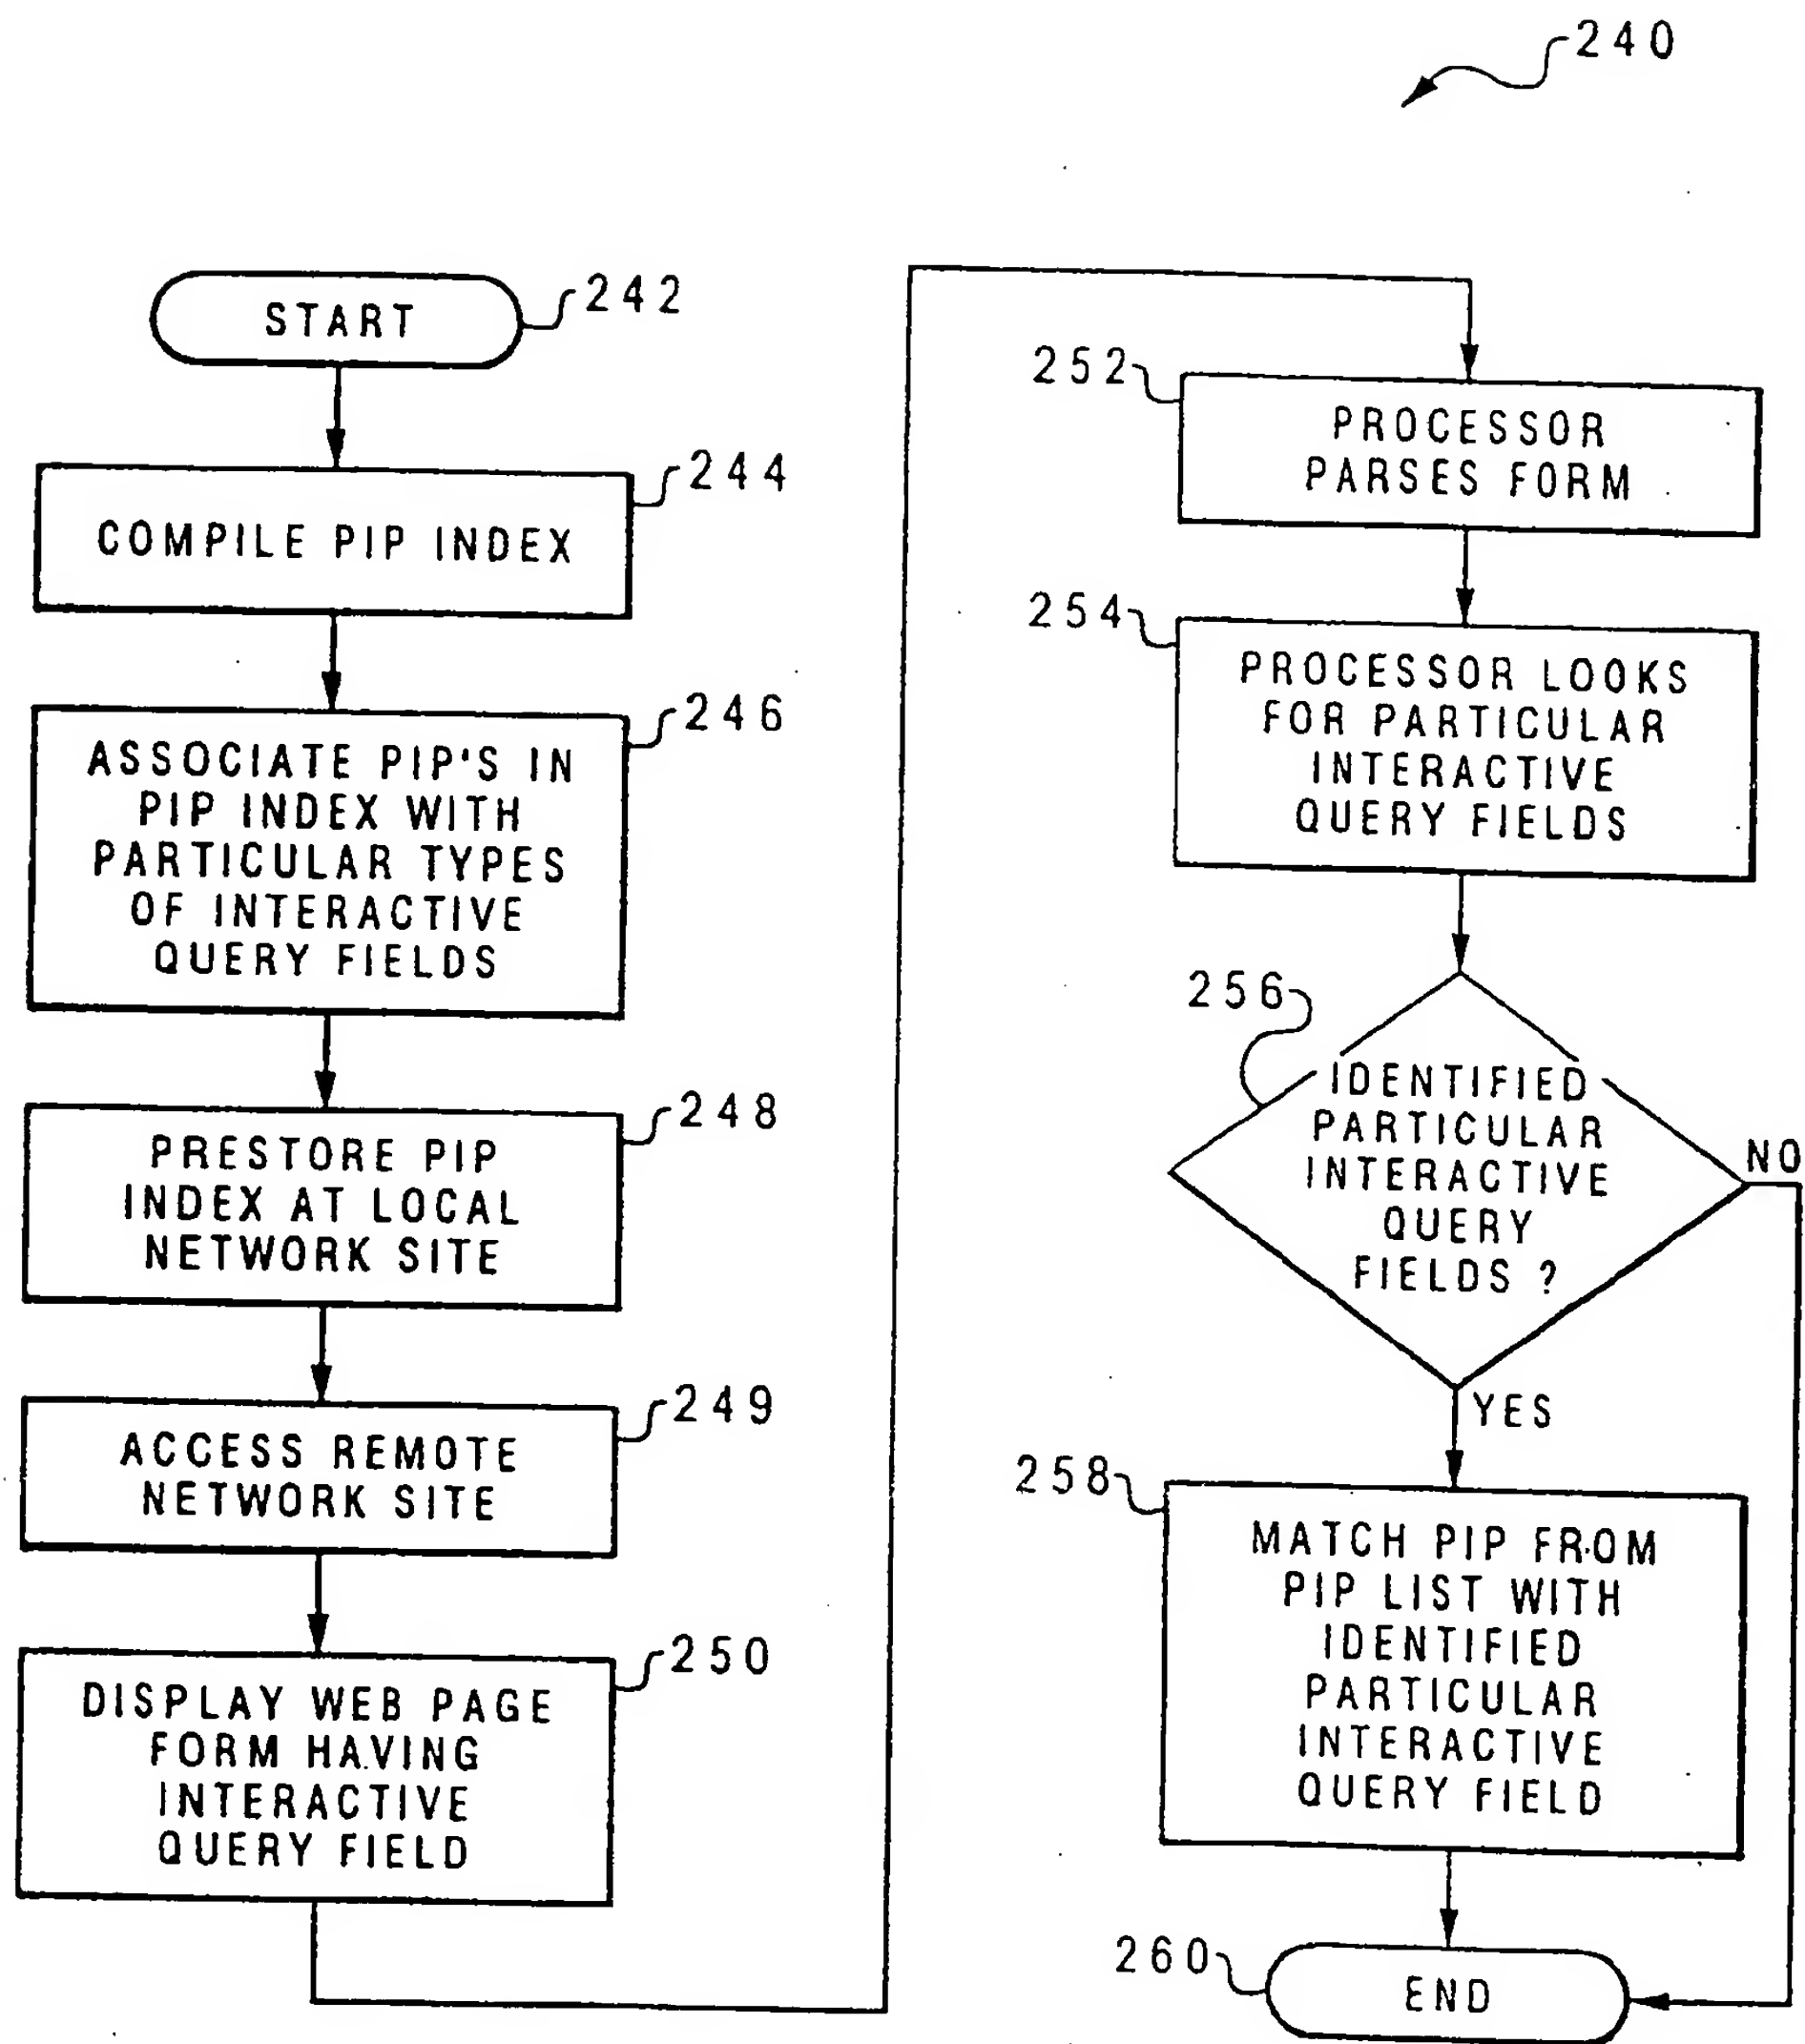 240
START
242
COMPILE PIP INDEX
244
ASSOCIATE PIP'S IN
PIP INDEX WITH
PARTICULAR TYPES
OF INTERACTIVE
QUERY FIELDS
246
PRESTORE PIP
INDEX AT LOCAL
NETWORK SITE
248
ACCESS REMOTE
NETWORK SITE
249
DISPLAY WEB PAGE
FORM HAVING
INTERACTIVE
QUERY FIELD
250
252
PROCESSOR
PARSES FORM
254
PROCESSOR LOOKS
FOR PARTICULAR
INTERACTIVE
QUERY FIELDS
256
IDENTIFIED
PARTICULAR
INTERACTIVE
QUERY
FIELDS ?
NO
YES
258
MATCH PIP FROM
PIP LIST WITH
IDENTIFIED
PARTICULAR
INTERACTIVE
QUERY FIELD
260
END